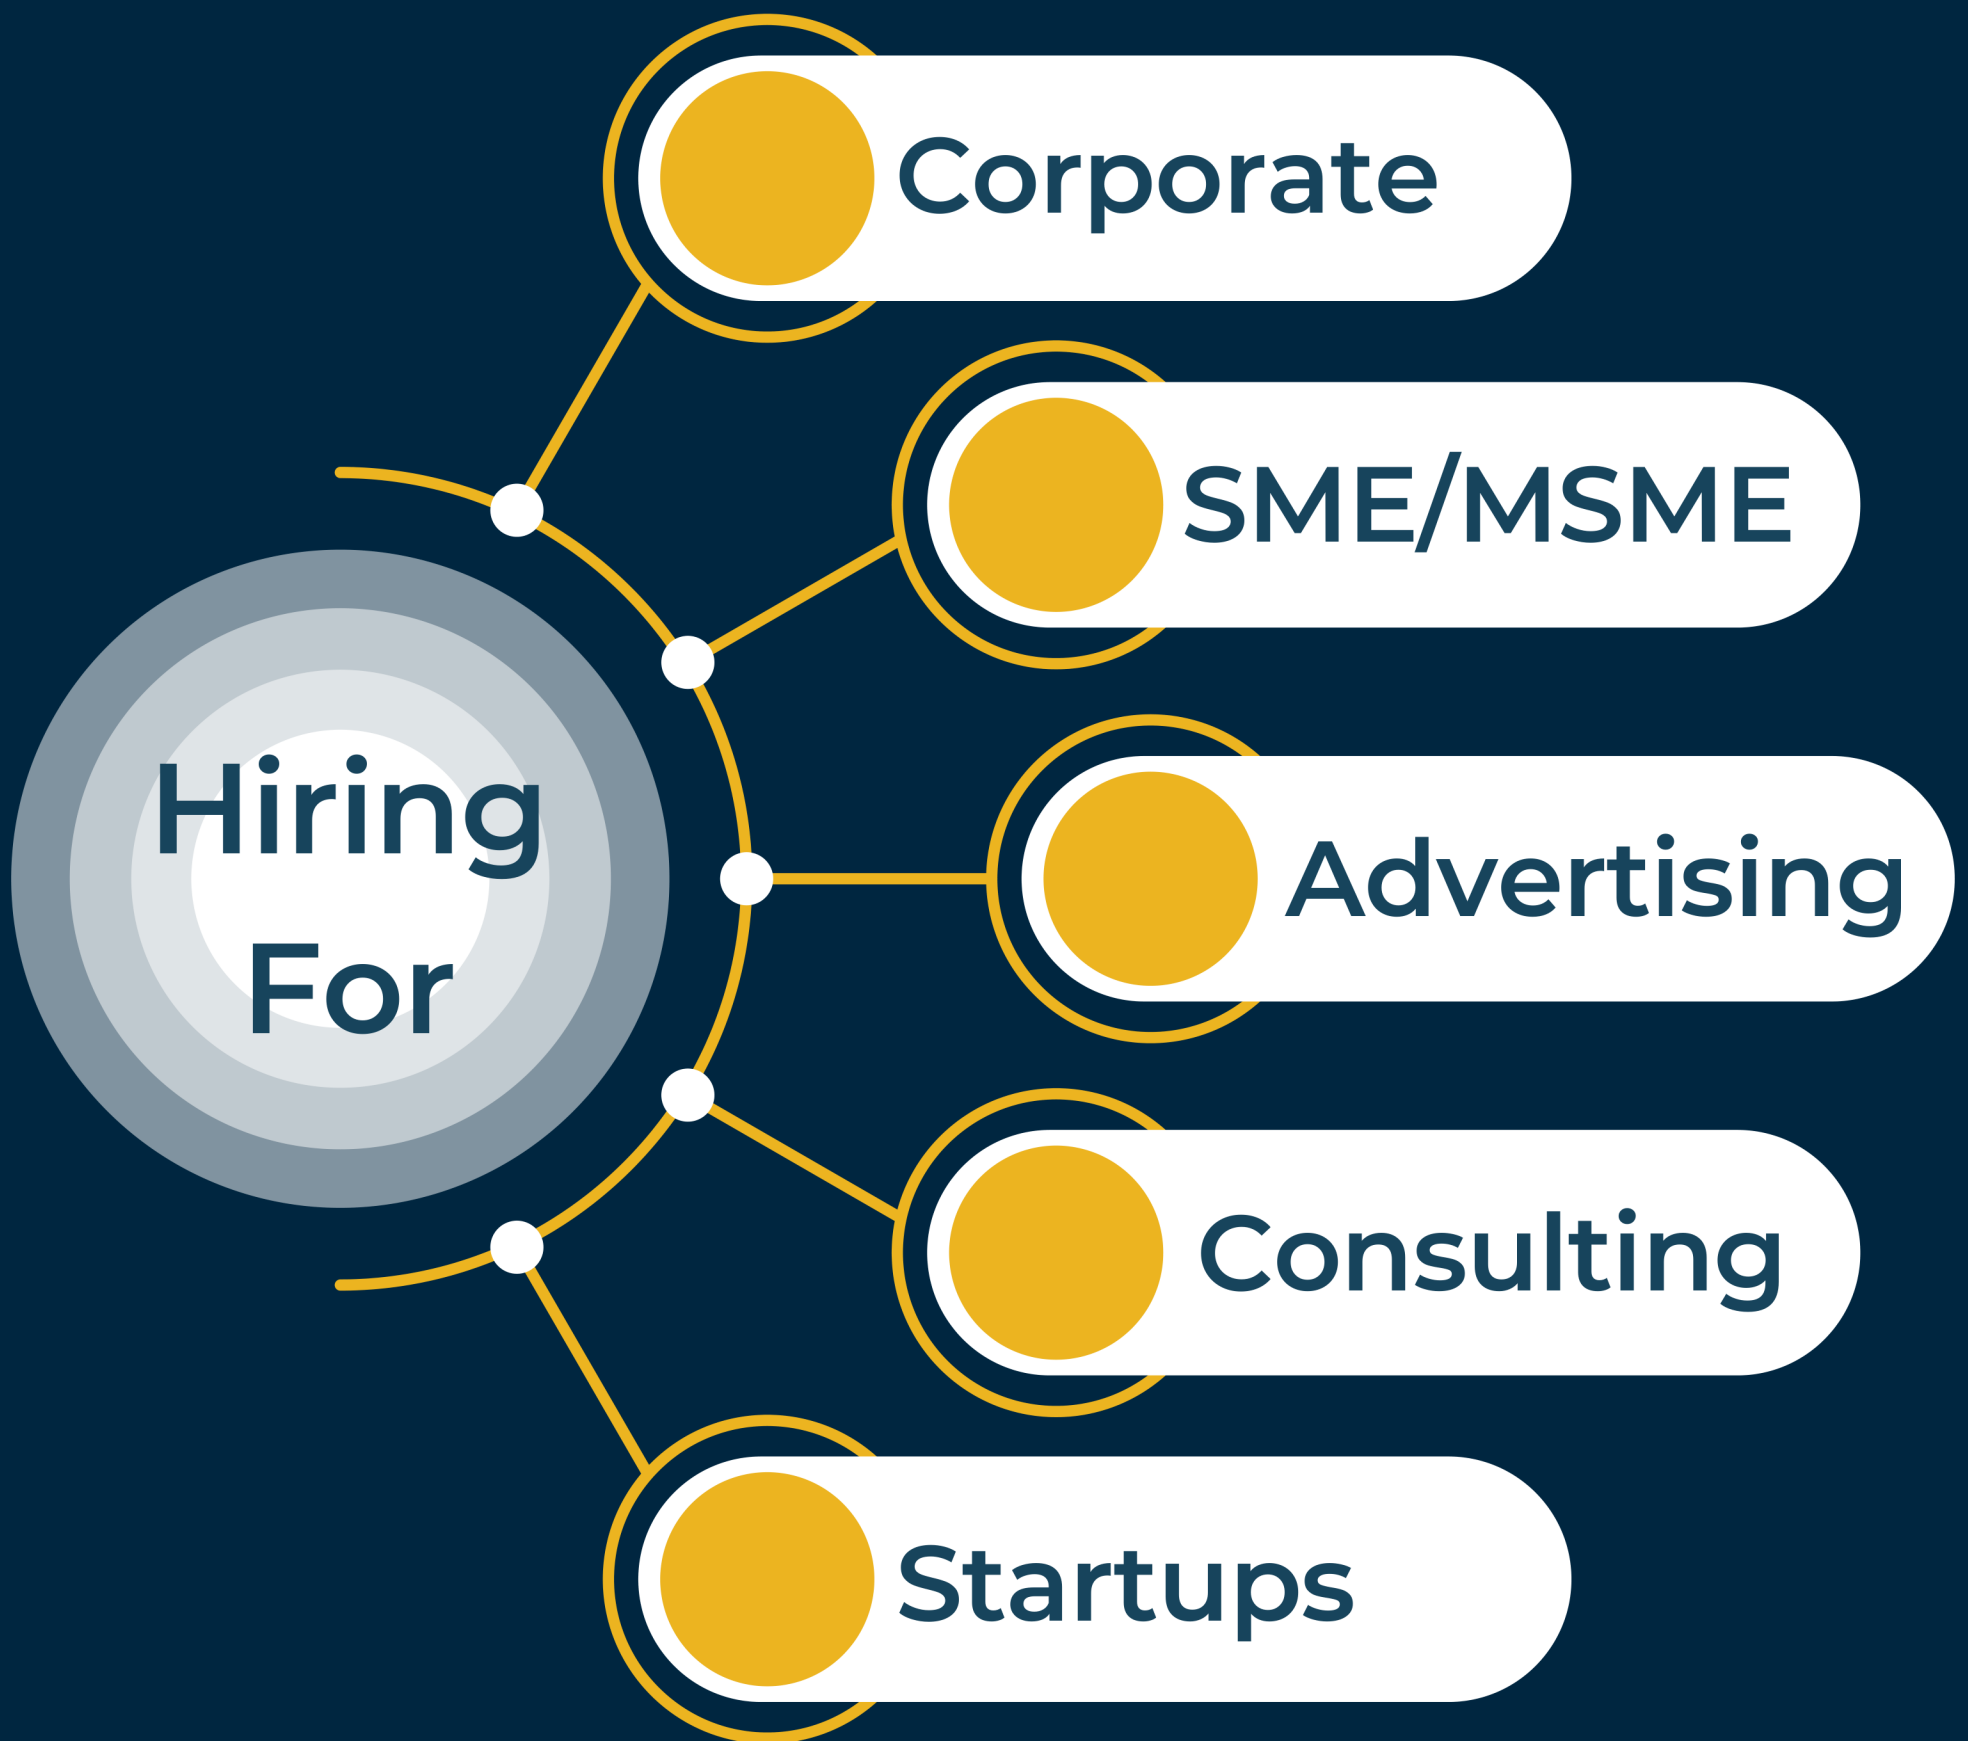 Hiring
For
Corporate
SME/MSME
Advertising
Consulting
Startups